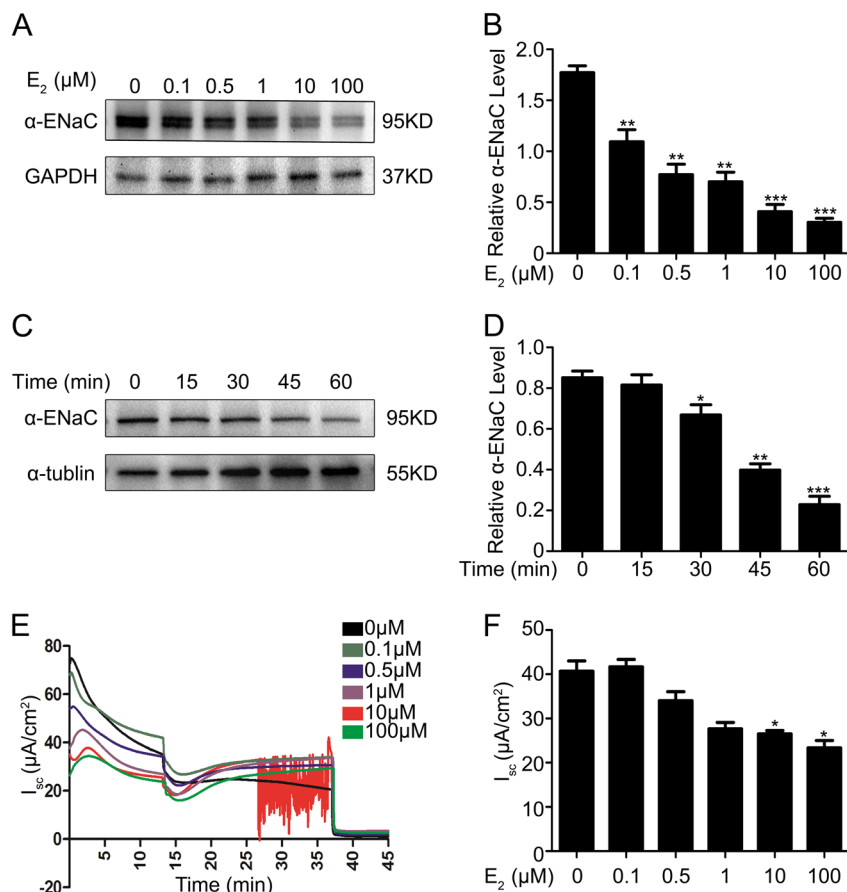 A
E₂ (μM) 0 0.1 0.5 1 10 100
α-ENaC 95KD
GAPDH 37KD
B
Relative α-ENaC Level
2.0
1.5
1.0
0.5
0
** ** ** *** ***
E₂ (μM) 0 0.1 0.5 1 10 100
C
Time (min) 0 15 30 45 60
α-ENaC 95KD
α-tublin 55KD
D
Relative α-ENaC Level
0.8
0.6
0.4
0.2
0
* ** ***
Time (min) 0 15 30 45 60
E
I_sc (μA/cm²)
80
60
40
20
0
-20
5 10 15 20 25 30 35 40 45
Time (min)
0μM
0.1μM
0.5μM
1μM
10μM
100μM
F
I_sc (μA/cm²)
50
40
30
20
10
0
* *
E₂ (μM) 0 0.1 0.5 1 10 100